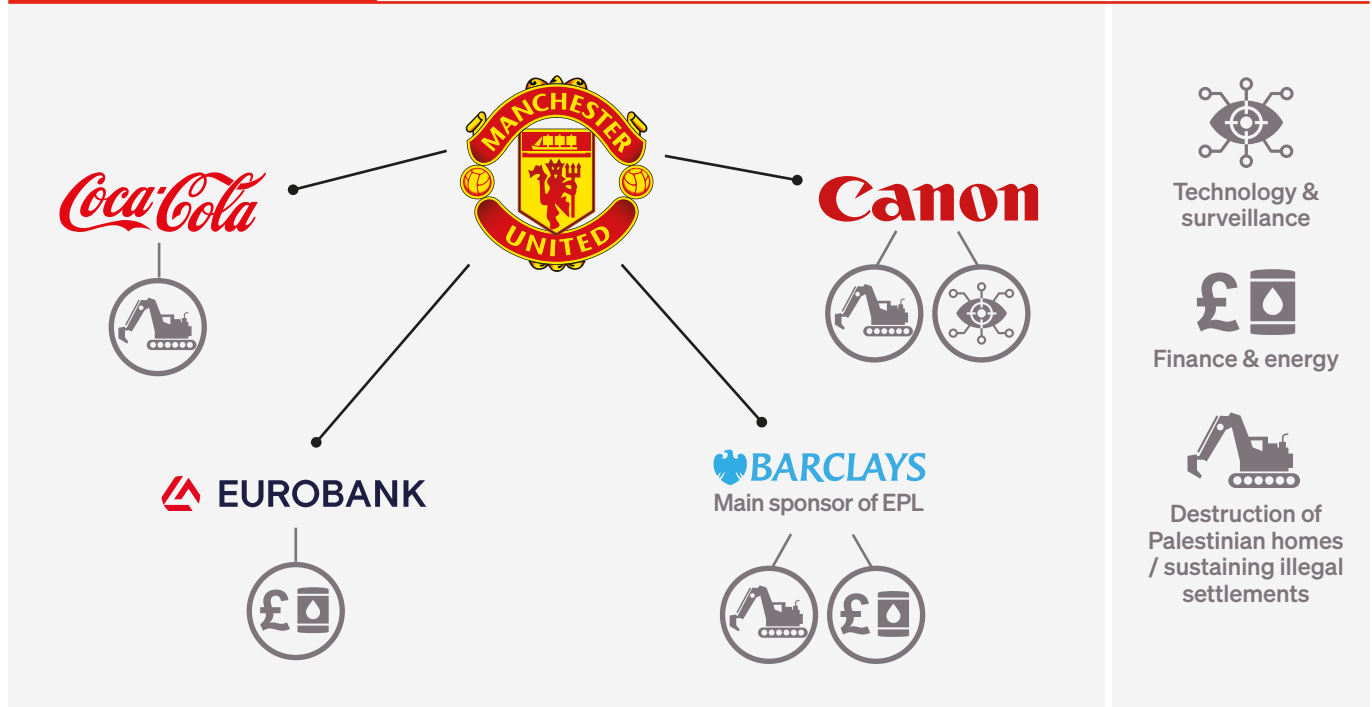 MANCHESTER
UNITED
Coca-Cola
Canon
EUROBANK
BARCLAYS
Main sponsor of EPL
Technology &
surveillance
£
Finance & energy
Destruction of
Palestinian homes
/ sustaining illegal
settlements
£
£